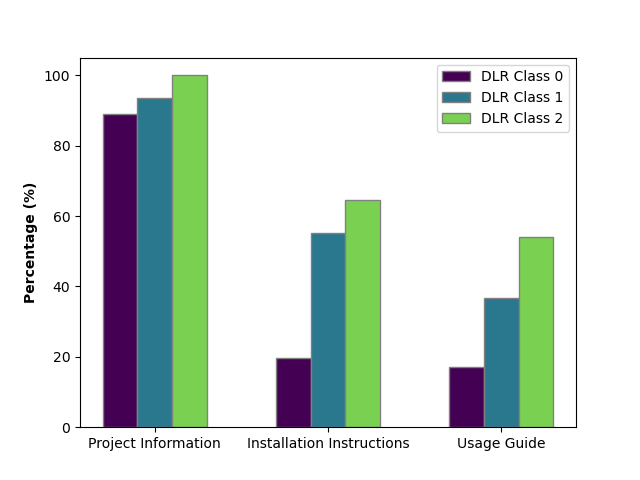 DLR Class 0
DLR Class 1
DLR Class 2
Percentage (%)
100
80
60
40
20
0
Project Information
Installation Instructions
Usage Guide